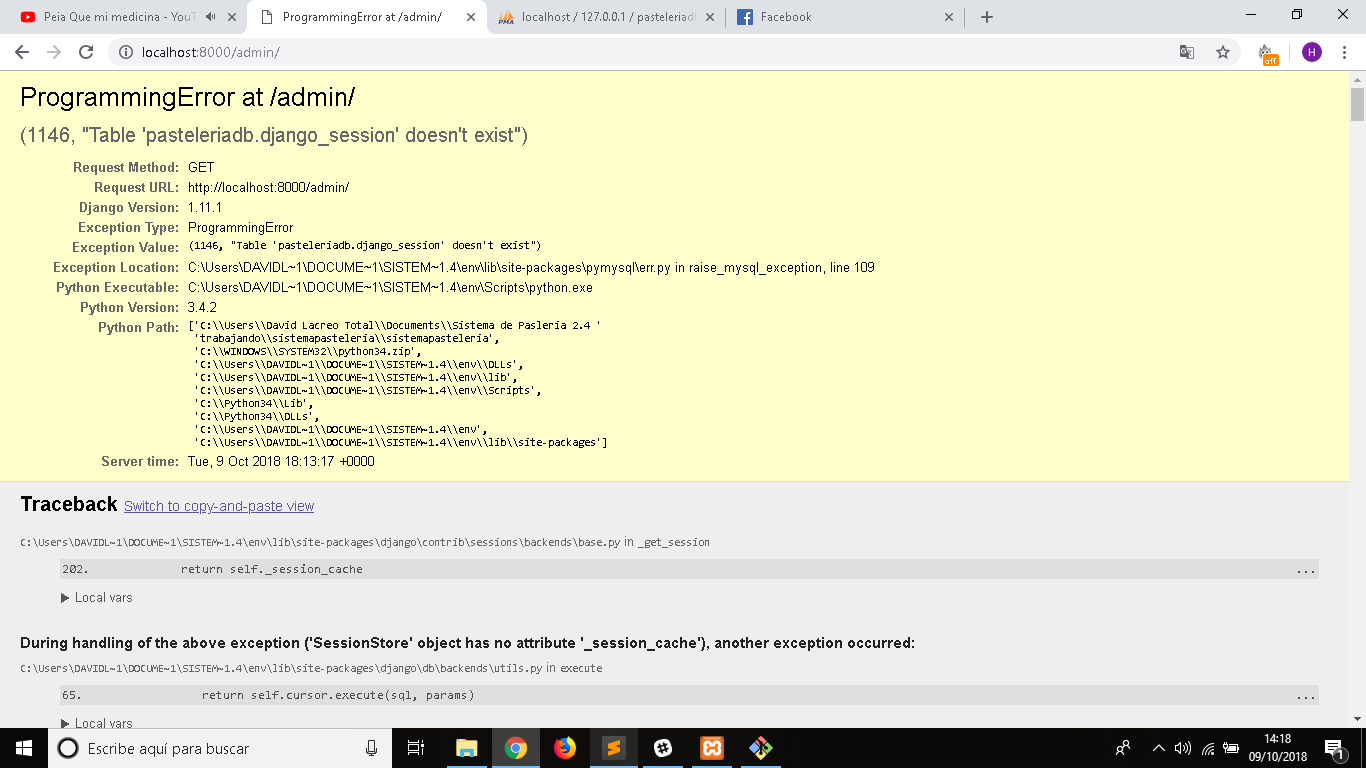 Peia Que mi medicina - YouT
ProgrammingError at /admin/
localhost / 127.0.0.1 / pasteleriadl
Facebook
localhost:8000/admin/
off
H
ProgrammingError at /admin/
(1146, "Table 'pasteleriadb.django_session' doesn't exist")
Request Method: GET
Request URL: http://localhost:8000/admin/
Django Version: 1.11.1
Exception Type: ProgrammingError
Exception Value: (1146, "Table 'pasteleriadb.django_session' doesn't exist")
Exception Location: C:\Users\DAVIDL~1\DOCUME~1\SISTEM~1.4\env\lib\site-packages\pymysql\err.py in raise_mysql_exception, line 109
Python Executable: C:\Users\DAVIDL~1\DOCUME~1\SISTEM~1.4\env\Scripts\python.exe
Python Version: 3.4.2
Python Path: ['C:\\Users\\David Lacreo Total\\Documents\\Sistema de Pasleria 2.4 '
'trabajando\\sistemapasteleria\\sistemapasteleria',
'C:\\WINDOWS\\SYSTEM32\\python34.zip',
'C:\\Users\\DAVIDL~1\\DOCUME~1\\SISTEM~1.4\\env\\DLLs',
'C:\\Users\\DAVIDL~1\\DOCUME~1\\SISTEM~1.4\\env\\lib',
'C:\\Users\\DAVIDL~1\\DOCUME~1\\SISTEM~1.4\\env\\Scripts',
'C:\\Python34\\Lib',
'C:\\Python34\\DLLs',
'C:\\Users\\DAVIDL~1\\DOCUME~1\\SISTEM~1.4\\env',
'C:\\Users\\DAVIDL~1\\DOCUME~1\\SISTEM~1.4\\env\\lib\\site-packages']
Server time: Tue, 9 Oct 2018 18:13:17 +0000
Traceback Switch to copy-and-paste view
C:\Users\DAVIDL~1\DOCUME~1\SISTEM~1.4\env\lib\site-packages\django\contrib\sessions\backends\base.py in _get_session
202. return self._session_cache ...
▶ Local vars
During handling of the above exception ('SessionStore' object has no attribute '_session_cache'), another exception occurred:
C:\Users\DAVIDL~1\DOCUME~1\SISTEM~1.4\env\lib\site-packages\django\db\backends\utils.py in execute
65. return self.cursor.execute(sql, params) ...
▶ Local vars
Escribe aquí para buscar
14:18
09/10/2018
1